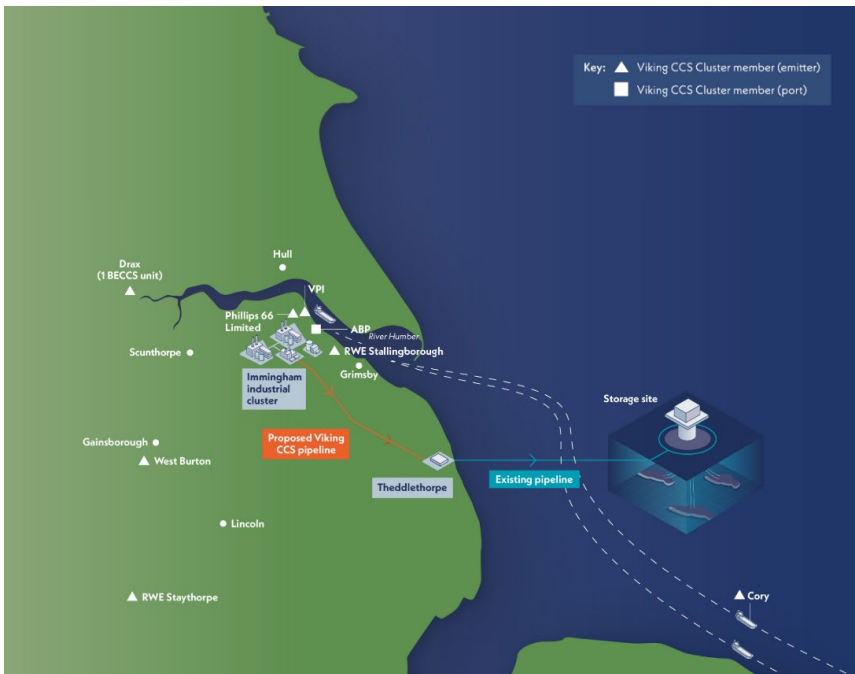 Key: Viking CCS Cluster member (emitter)
Viking CCS Cluster member (port)
Drax
(1 BECCS unit)
Hull
VPI
Phillips 66
Limited
ABP
River Humber
RWE Stallingborough
Scunthorpe
Grimsby
Immingham
industrial
cluster
Storage site
Proposed Viking
CCS pipeline
Gainsborough
West Burton
Theddlethorpe
Existing pipeline
Lincoln
RWE Staythorpe
Cory